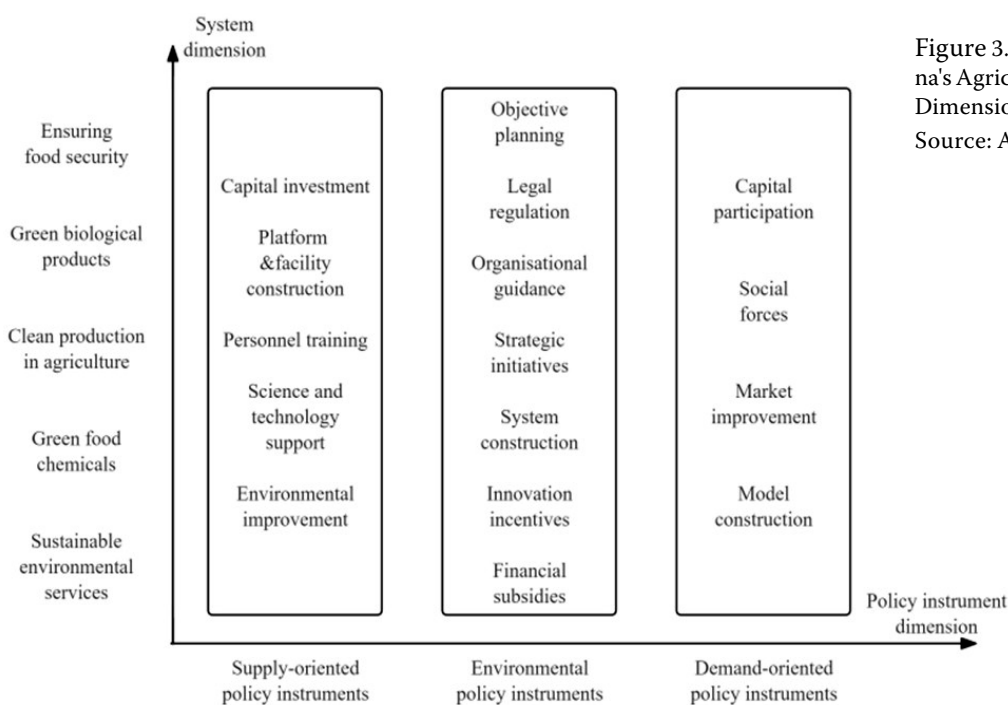 System
dimension
Figure 3.
na's Agric
Dimensio
Source: A
Ensuring
food security
Green biological
products
Clean production
in agriculture
Green food
chemicals
Sustainable
environmental
services
Capital investment
Platform
&facility
construction
Personnel training
Science and
technology
support
Environmental
improvement
Objective
planning
Legal
regulation
Organisational
guidance
Strategic
initiatives
System
construction
Innovation
incentives
Financial
subsidies
Capital
participation
Social
forces
Market
improvement
Model
construction
Policy instrument
dimension
Supply-oriented
policy instruments
Environmental
policy instruments
Demand-oriented
policy instruments